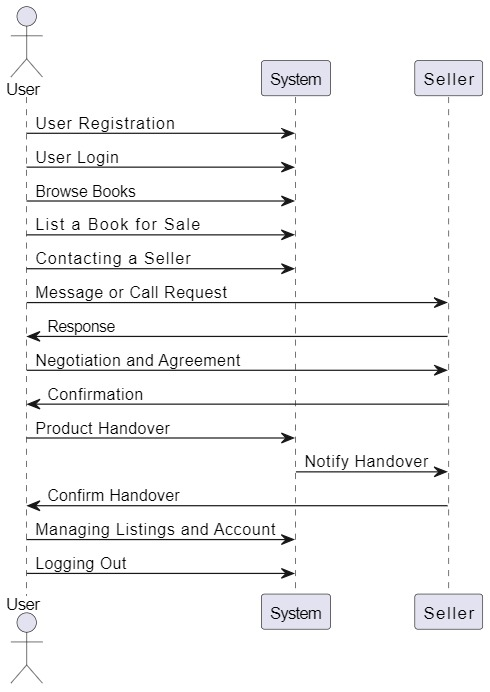 User
System
Seller
User Registration
User Login
Browse Books
List a Book for Sale
Contacting a Seller
Message or Call Request
Response
Negotiation and Agreement
Confirmation
Product Handover
Notify Handover
Confirm Handover
Managing Listings and Account
Logging Out
User
System
Seller